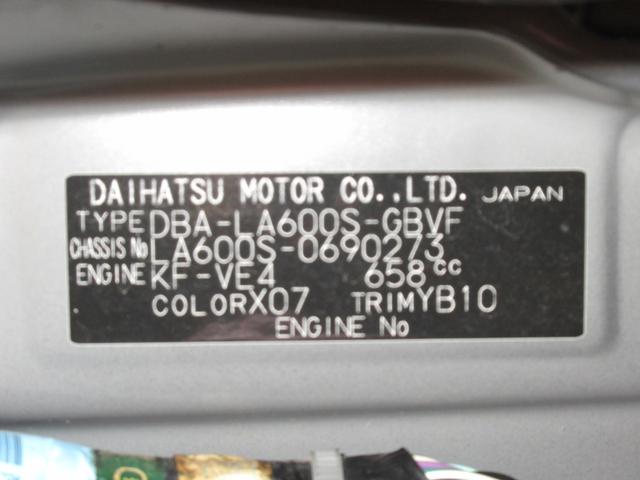 DAIHATSU MOTOR CO.,LTD. JAPAN
TYPE DBA-LA600S-GBVF
CHASSIS No LA600S-0690273
ENGINE KF-VE4 658cc
COLOR X07 TRIM YB10
ENGINE No